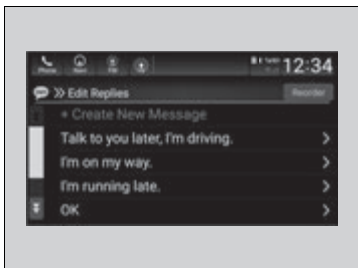 Phone
12:34
Edit Replies
Reorder
+ Create New Message
Talk to you later, I'm driving.
I'm on my way.
I'm running late.
OK